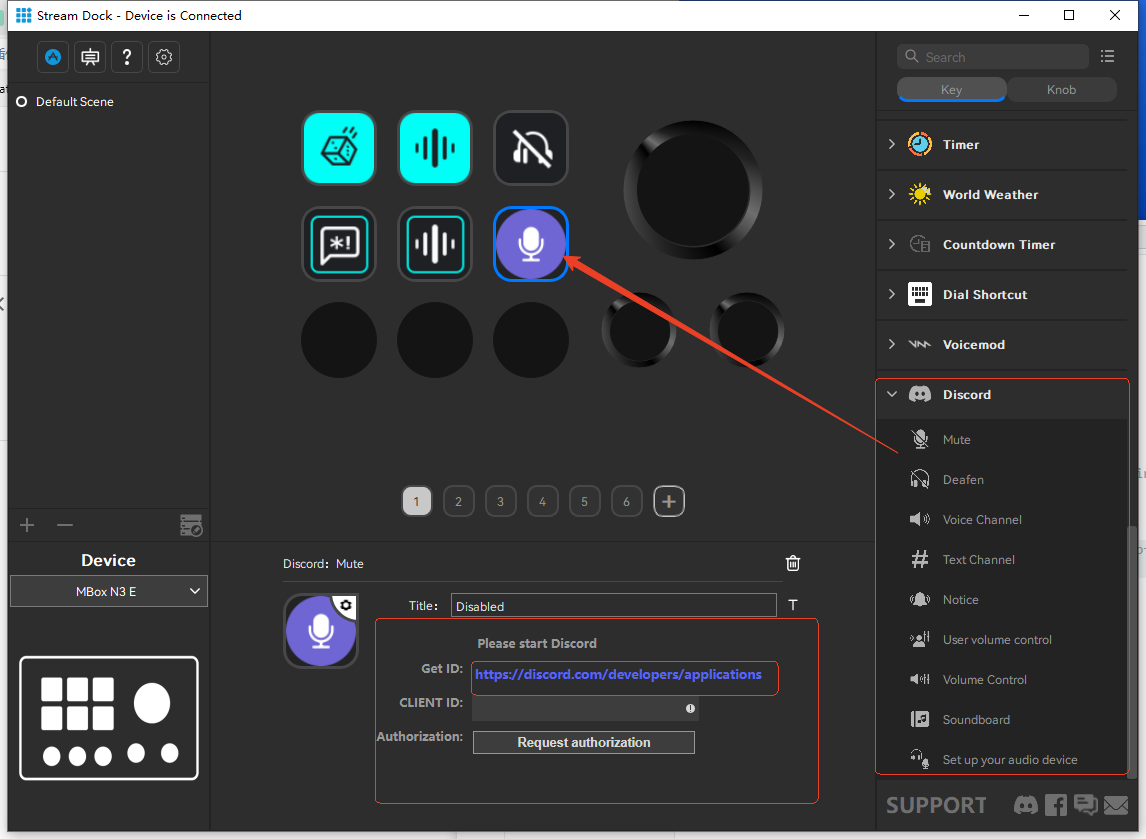 Stream Dock - Device is Connected
?
Default Scene
Search
Key
Knob
Timer
World Weather
Countdown Timer
Dial Shortcut
Voicemod
Discord
Mute
Deafen
Voice Channel
Text Channel
Notice
User volume control
Volume Control
Soundboard
Set up your audio device
*!
1
2
3
4
5
6
+
Device
MBox N3 E
Discord: Mute
Title:
Disabled
T
Please start Discord
Get ID:
https://discord.com/developers/applications
CLIENT ID:
Authorization:
Request authorization
SUPPORT